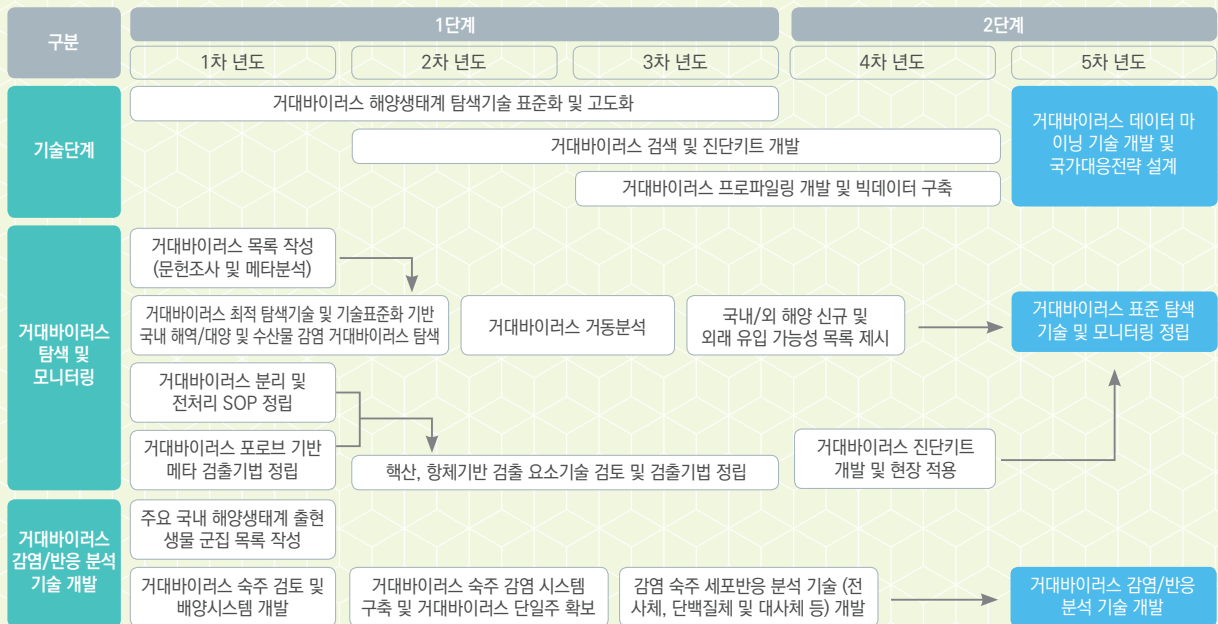 구분
1단계
2단계
1차 년도
2차 년도
3차 년도
4차 년도
5차 년도
기술단계
거대바이러스 해양생태계 탐색기술 표준화 및 고도화
거대바이러스 검색 및 진단키트 개발
거대바이러스 프로파일링 개발 및 빅데이터 구축
거대바이러스 데이터 마
이닝 기술 개발 및
국가대응전략 설계
거대바이러스
탐색 및
모니터링
거대바이러스 목록 작성
(문헌조사 및 메타분석)
거대바이러스 최적 탐색기술 및 기술표준화 기반
국내 해역/대양 및 수산물 감염 거대바이러스 탐색
거대바이러스 거동분석
국내/외 해양 신규 및
외래 유입 가능성 목록 제시
거대바이러스 표준 탐색
기술 및 모니터링 정립
거대바이러스 분리 및
전처리 SOP 정립
거대바이러스 포로브 기반
메타 검출기법 정립
핵산, 항체기반 검출 요소기술 검토 및 검출기법 정립
거대바이러스 진단키트
개발 및 현장 적용
거대바이러스
감염/반응 분석
기술 개발
주요 국내 해양생태계 출현
생물 군집 목록 작성
거대바이러스 숙주 검토 및
배양시스템 개발
거대바이러스 숙주 감염 시스템
구축 및 거대바이러스 단일주 확보
감염 숙주 세포반응 분석 기술 (전
사체, 단백질체 및 대사체 등) 개발
거대바이러스 감염/반응
분석 기술 개발